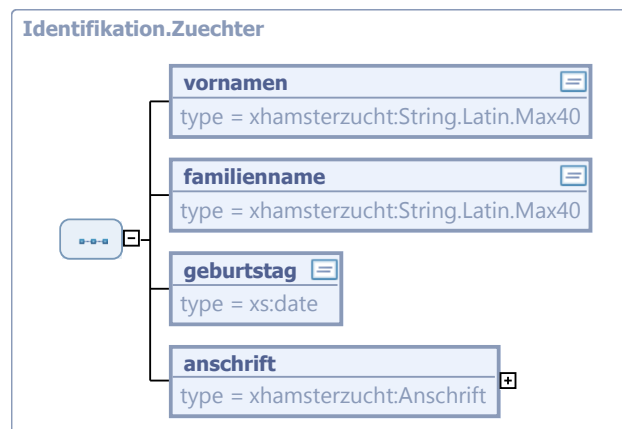 Identifikation.Zuechter
vornamen
type = xhamsterzucht:String.Latin.Max40
familienname
type = xhamsterzucht:String.Latin.Max40
geburtstag
type = xs:date
anschrift
type = xhamsterzucht:Anschrift